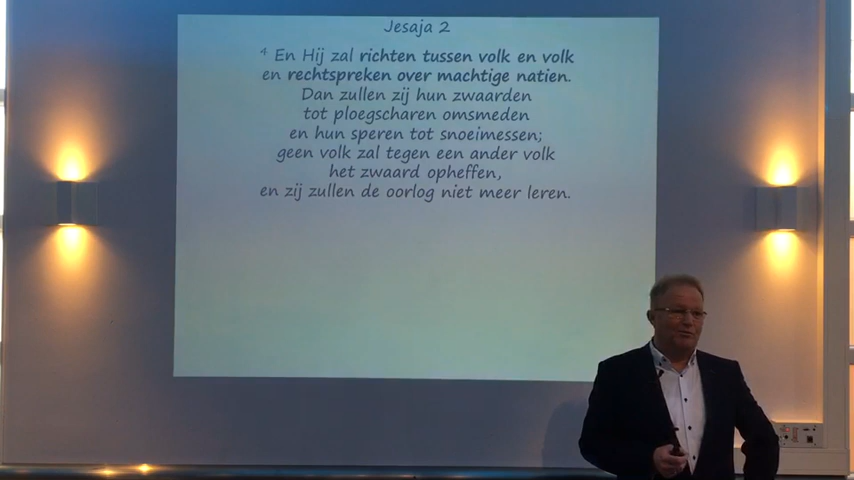 Jesaja 2
4 En Hij zal richten tussen volk en volk
en rechtspreken over machtige natien.
Dan zullen zij hun zwaarden
tot ploegscharen omsmeden
en hun speren tot snoeimessen;
geen volk zal tegen een ander volk
het zwaard opheffen,
en zij zullen de oorlog niet meer leren.